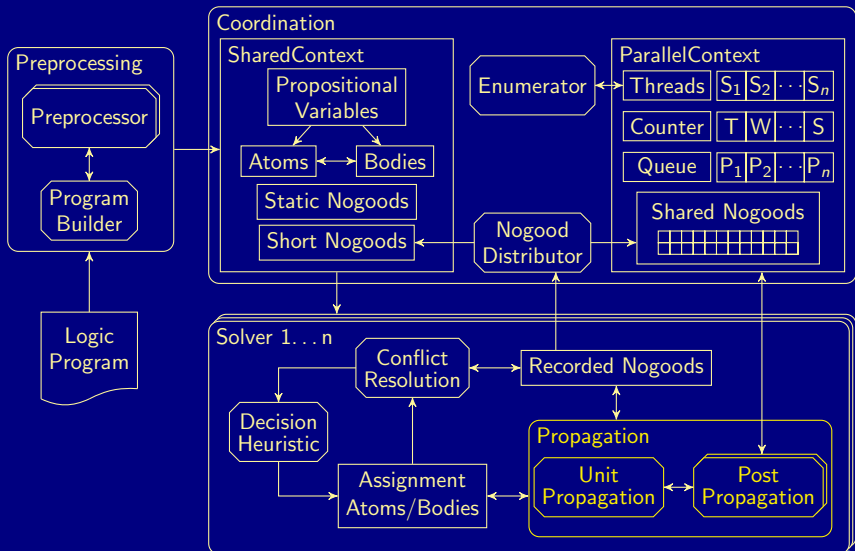 Preprocessing
Preprocessor
Program
Builder
Logic
Program
Coordination
SharedContext
Propositional
Variables
Atoms
Bodies
Static Nogoods
Short Nogoods
Enumerator
Nogood
Distributor
ParallelContext
Threads S₁ S₂ ··· Sₙ
Counter T W ··· S
Queue P₁ P₂ ··· Pₙ
Shared Nogoods
Solver 1...n
Conflict
Resolution
Recorded Nogoods
Decision
Heuristic
Assignment
Atoms/Bodies
Propagation
Unit
Propagation
Post
Propagation